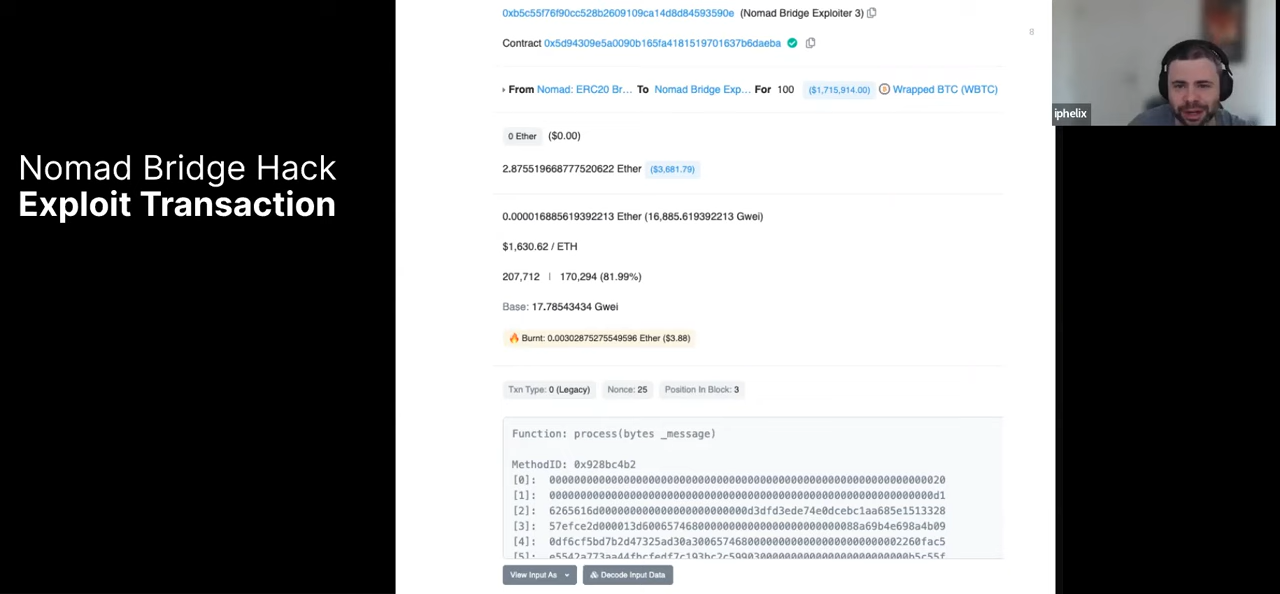 Nomad Bridge Hack
Exploit Transaction
0xb5c55f76f90cc528b2609109ca14d8d84593590e (Nomad Bridge Exploiter 3)
Contract 0x5d94309e5a0090b165fa4181519701637b6daeba
8
iphelix
From Nomad: ERC20 Br... To Nomad Bridge Exp... For 100 ($1,715,914.00) Wrapped BTC (WBTC)
0 Ether ($0.00)
2.875519668777520622 Ether ($3,681.79)
0.000016885619392213 Ether (16,885.619392213 Gwei)
$1,630.62 / ETH
207,712 | 170,294 (81.99%)
Base: 17.78543434 Gwei
Burnt: 0.00302875275549596 Ether ($3.88)
Txn Type: 0 (Legacy) Nonce: 25 Position In Block: 3
Function: process(bytes _message)
MethodID: 0x928bc4b2
[0]: 0000000000000000000000000000000000000000000000000000000000000020
[1]: 00000000000000000000000000000000000000000000000000000000000000d1
[2]: 6265616d000000000000000000000000d3dfd3ede74e0dcebc1aa685e1513328
[3]: 57efce2d000013d60065746800000000000000000000000088a69b4e698a4b09
[4]: 0df6cf5bd7b2d47325ad30a3006574680000000000000000000000002260fac5
[5]: e5542a773aa44fbcfedf7c193bc2c599030000000000000000000000b5c55f
View Input As
Decode Input Data